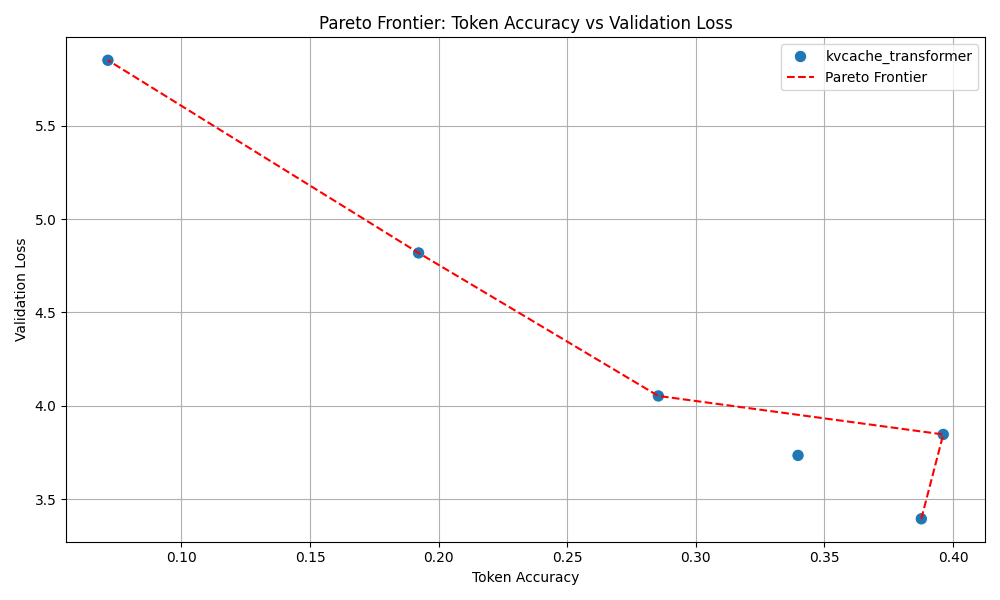 Pareto Frontier: Token Accuracy vs Validation Loss
kvcache_transformer
Pareto Frontier
Validation Loss
5.5
5.0
4.5
4.0
3.5
0.10 0.15 0.20 0.25 0.30 0.35 0.40
Token Accuracy